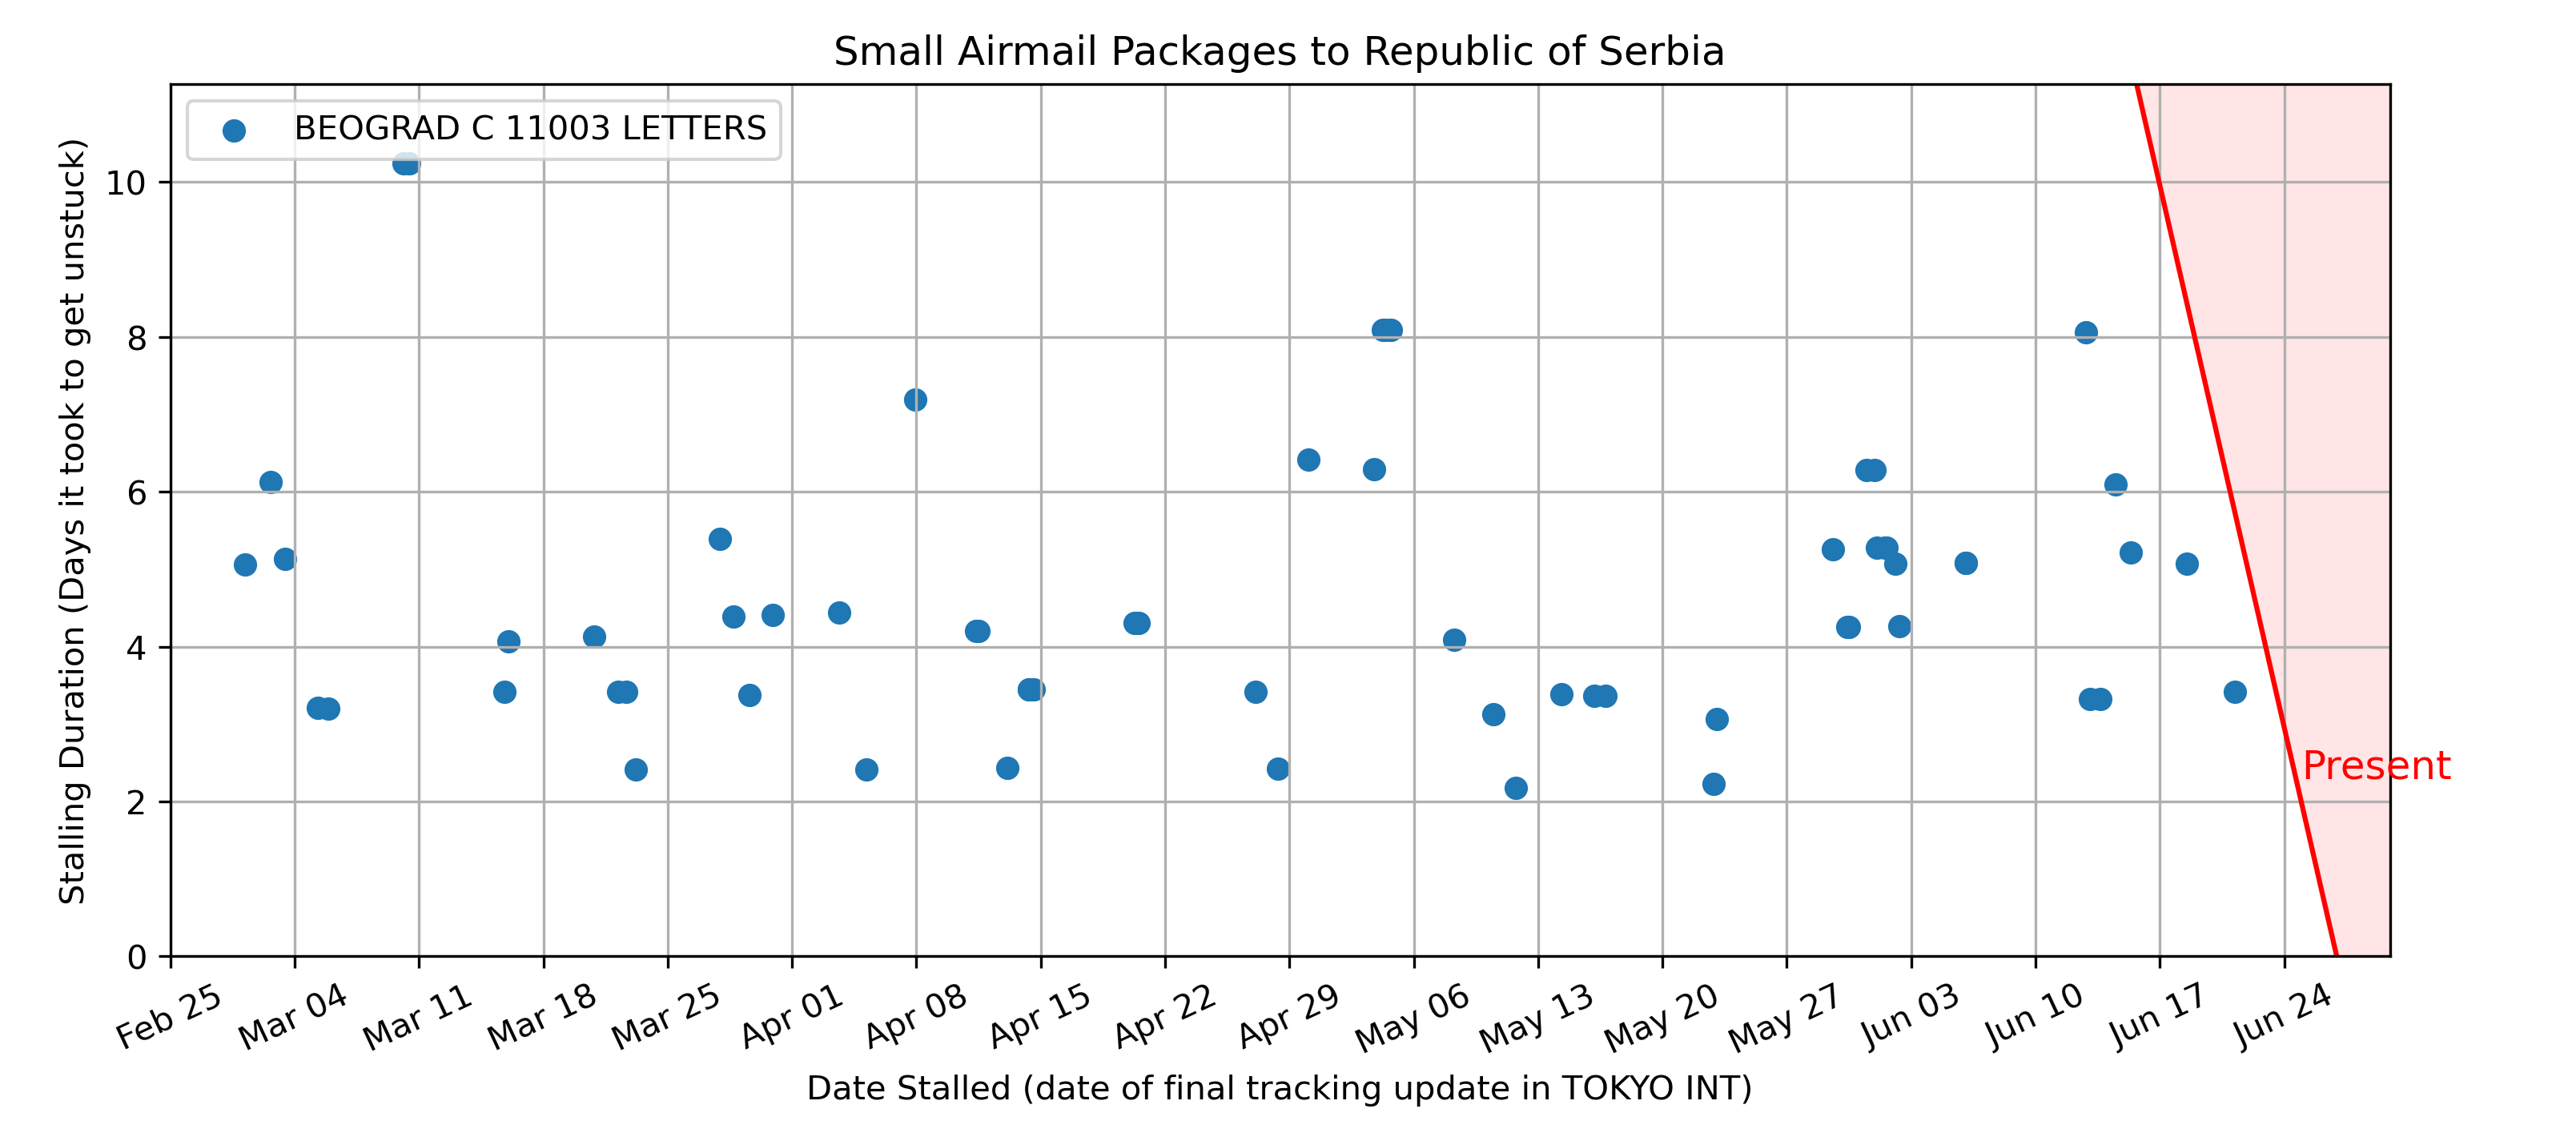 Small Airmail Packages to Republic of Serbia
BEOGRAD C 11003 LETTERS
Stalling Duration (Days it took to get unstuck)
10
8
6
4
2
0
Present
Feb 25
Mar 04
Mar 11
Mar 18
Mar 25
Apr 01
Apr 08
Apr 15
Apr 22
Apr 29
May 06
May 13
May 20
May 27
Jun 03
Jun 10
Jun 17
Jun 24
Date Stalled (date of final tracking update in TOKYO INT)